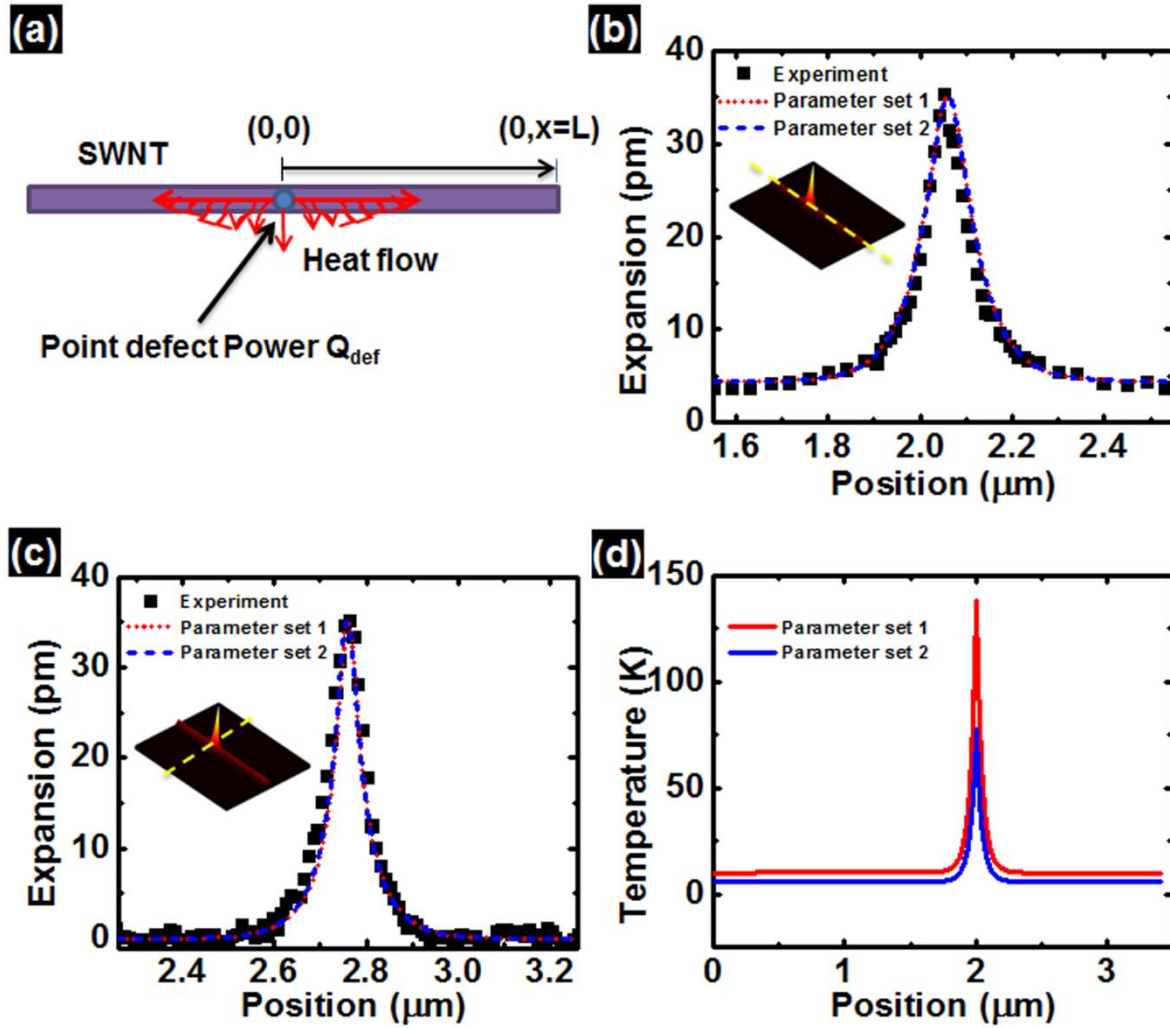 (a)
(0,0)
(0,x=L)
SWNT
Heat flow
Point defect Power Qdef
(b)
40
30
20
10
0
Expansion (pm)
Experiment
Parameter set 1
Parameter set 2
1.6 1.8 2.0 2.2 2.4
Position (μm)
(c)
40
30
20
10
0
Expansion (pm)
Experiment
Parameter set 1
Parameter set 2
2.4 2.6 2.8 3.0 3.2
Position (μm)
(d)
150
100
50
0
Temperature (K)
Parameter set 1
Parameter set 2
0 1 2 3
Position (μm)